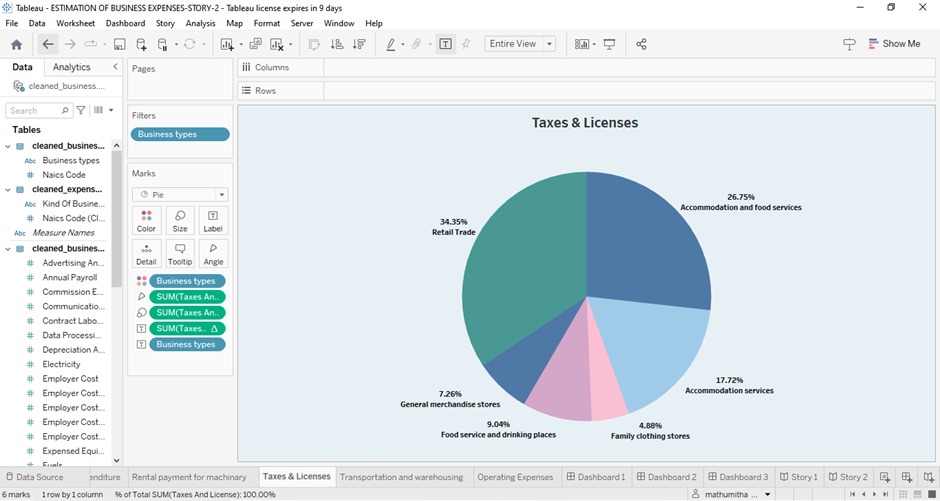 Tableau - ESTIMATION OF BUSINESS EXPENSES-STORY-2 - Tableau license expires in 9 days
File Data Worksheet Dashboard Story Analysis Map Format Server Window Help
Entire View
Show Me
Data Analytics
cleaned_business....
Search
Tables
cleaned_busines...
Abc Business types
# Naics Code
cleaned_expens...
Abc Kind Of Busine...
# Naics Code (Cl...
Abc Measure Names
cleaned_busines...
# Advertising An...
# Annual Payroll
# Commission E...
# Communicatio...
# Contract Labo...
# Data Processi...
# Depreciation A...
# Electricity
# Employer Cost
# Employer Cost...
# Employer Cost...
# Employer Cost...
# Employer Cost...
# Expensed Equi...
# Fuels
Pages
Filters
Business types
Marks
Pie
Color Size Label
Detail Tooltip Angle
Business types
SUM(Taxes An..
SUM(Taxes An..
SUM(Taxes.. Δ
Business types
Columns
Rows
Taxes & Licenses
26.75%
Accommodation and food services
34.35%
Retail Trade
17.72%
Accommodation services
7.26%
General merchandise stores
9.04%
Food service and drinking places
4.88%
Family clothing stores
Data Source enditure Rental payment for machinary Taxes & Licenses Transportation and warehousing Operating Expenses Dashboard 1 Dashboard 2 Dashboard 3 Story 1 Story 2
6 marks 1 row by 1 column % of Total SUM(Taxes And License): 100.00% mathumitha ...